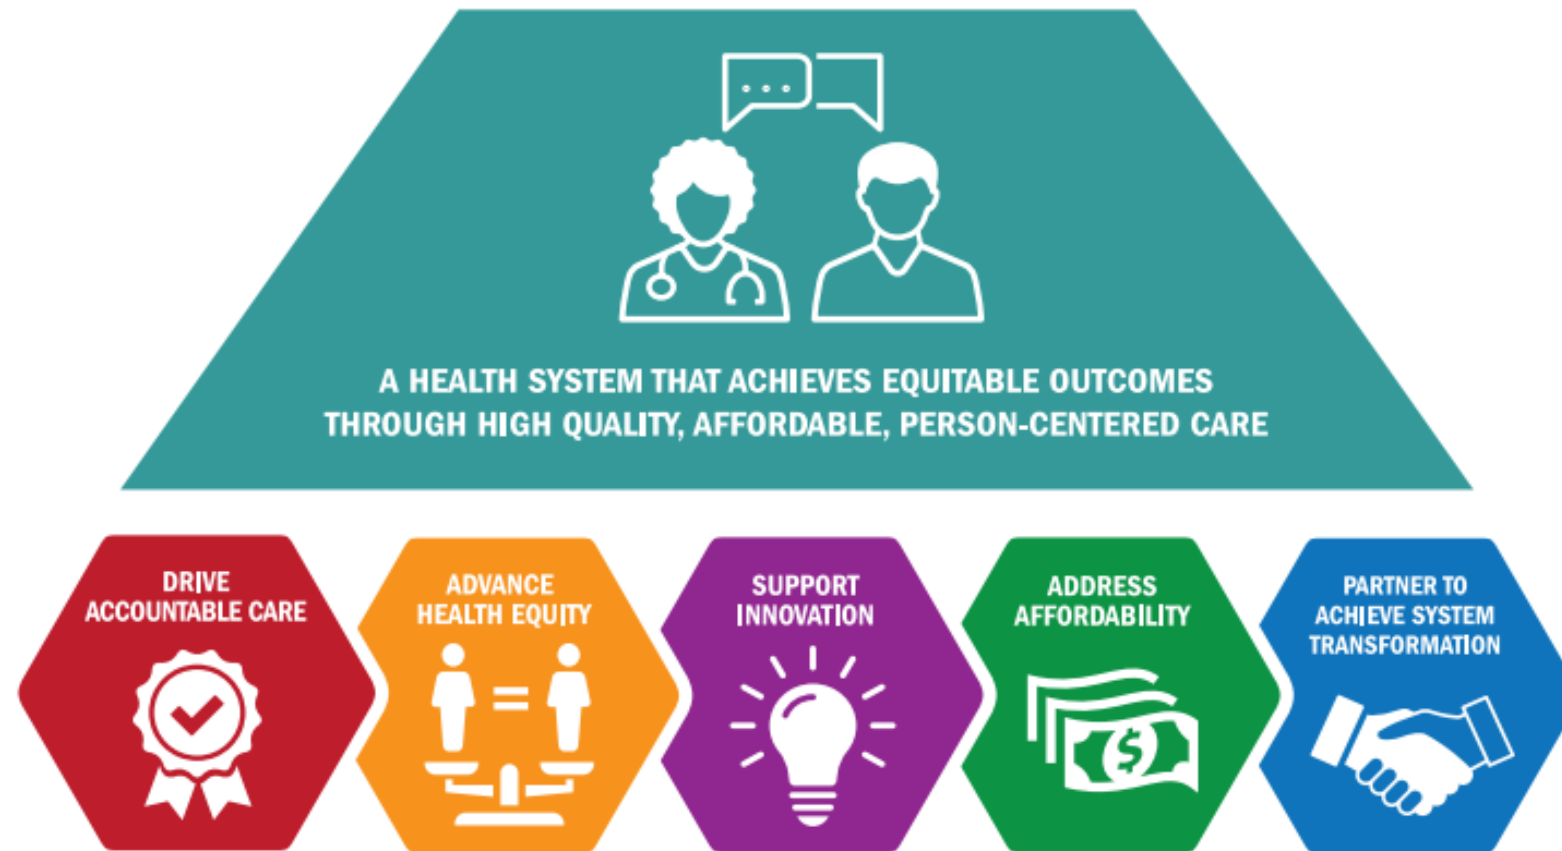 A HEALTH SYSTEM THAT ACHIEVES EQUITABLE OUTCOMES
THROUGH HIGH QUALITY, AFFORDABLE, PERSON-CENTERED CARE
DRIVE
ACCOUNTABLE CARE
ADVANCE
HEALTH EQUITY
SUPPORT
INNOVATION
ADDRESS
AFFORDABILITY
PARTNER TO
ACHIEVE SYSTEM
TRANSFORMATION